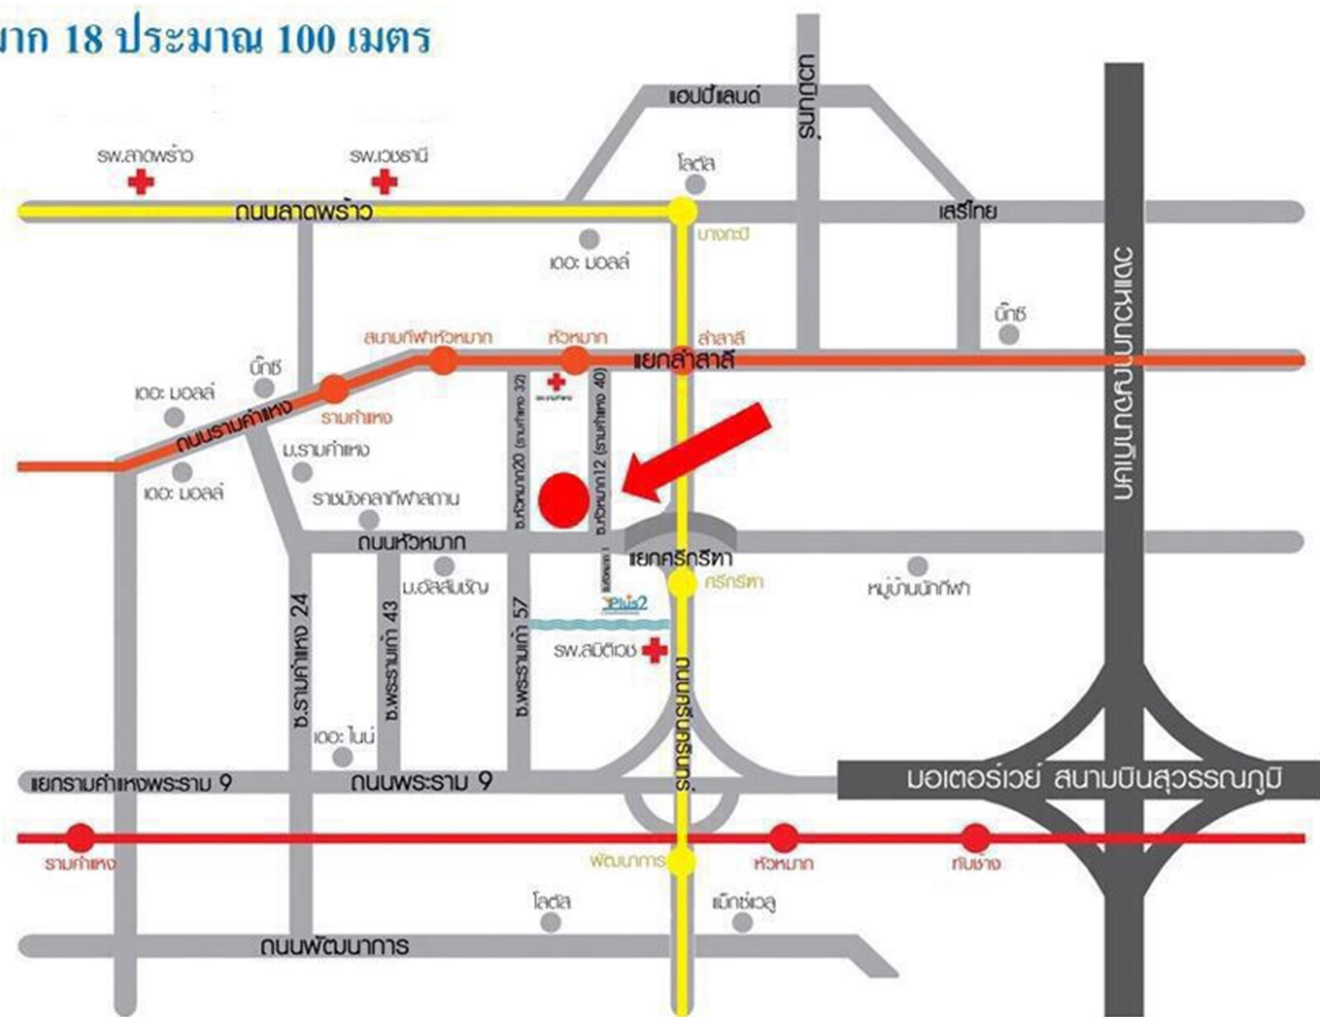 มาก 18 ประมาณ 100 เมตร
แฮปปี้แลนด์
นวมินทร์
รพ.ลาดพร้าว
รพ.เวชธานี
โลตัส
ถนนลาดพร้าว
เสรีไทย
บางกะปิ
เดอะ มอลล์
วงแหวนกาญจนาภิเษก
บิ๊กซี
สนามกีฬาหัวหมาก
หัวหมาก
ลำสาลี
แยกลำสาลี
บิ๊กซี
เดอะ มอลล์
รามคำแหง
ถนนรามคำแหง
ซ.หัวหมาก20 (รามคำแหง 32)
ซ.หัวหมาก12 (รามคำแหง 40)
ม.รามคำแหง
เดอะ มอลล์
ราชมังคลากีฬาสถาน
ถนนหัวหมาก
แยกศรีกรีฑา
ศรีกรีฑา
ม.อัสสัมชัญ
หมู่บ้านนักกีฬา
Plus2
ซ.รามคำแหง 24
ซ.พระรามเก้า 43
ซ.พระรามเก้า 57
รพ.สมิติเวช
ถนนศรีนครินทร์
เดอะ ไนน์
แยกรามคำแหงพระราม 9
ถนนพระราม 9
มอเตอร์เวย์ สนามบินสุวรรณภูมิ
รามคำแหง
พัฒนาการ
หัวหมาก
ทับช้าง
โลตัส
แม็กซ์แวลู
ถนนพัฒนาการ